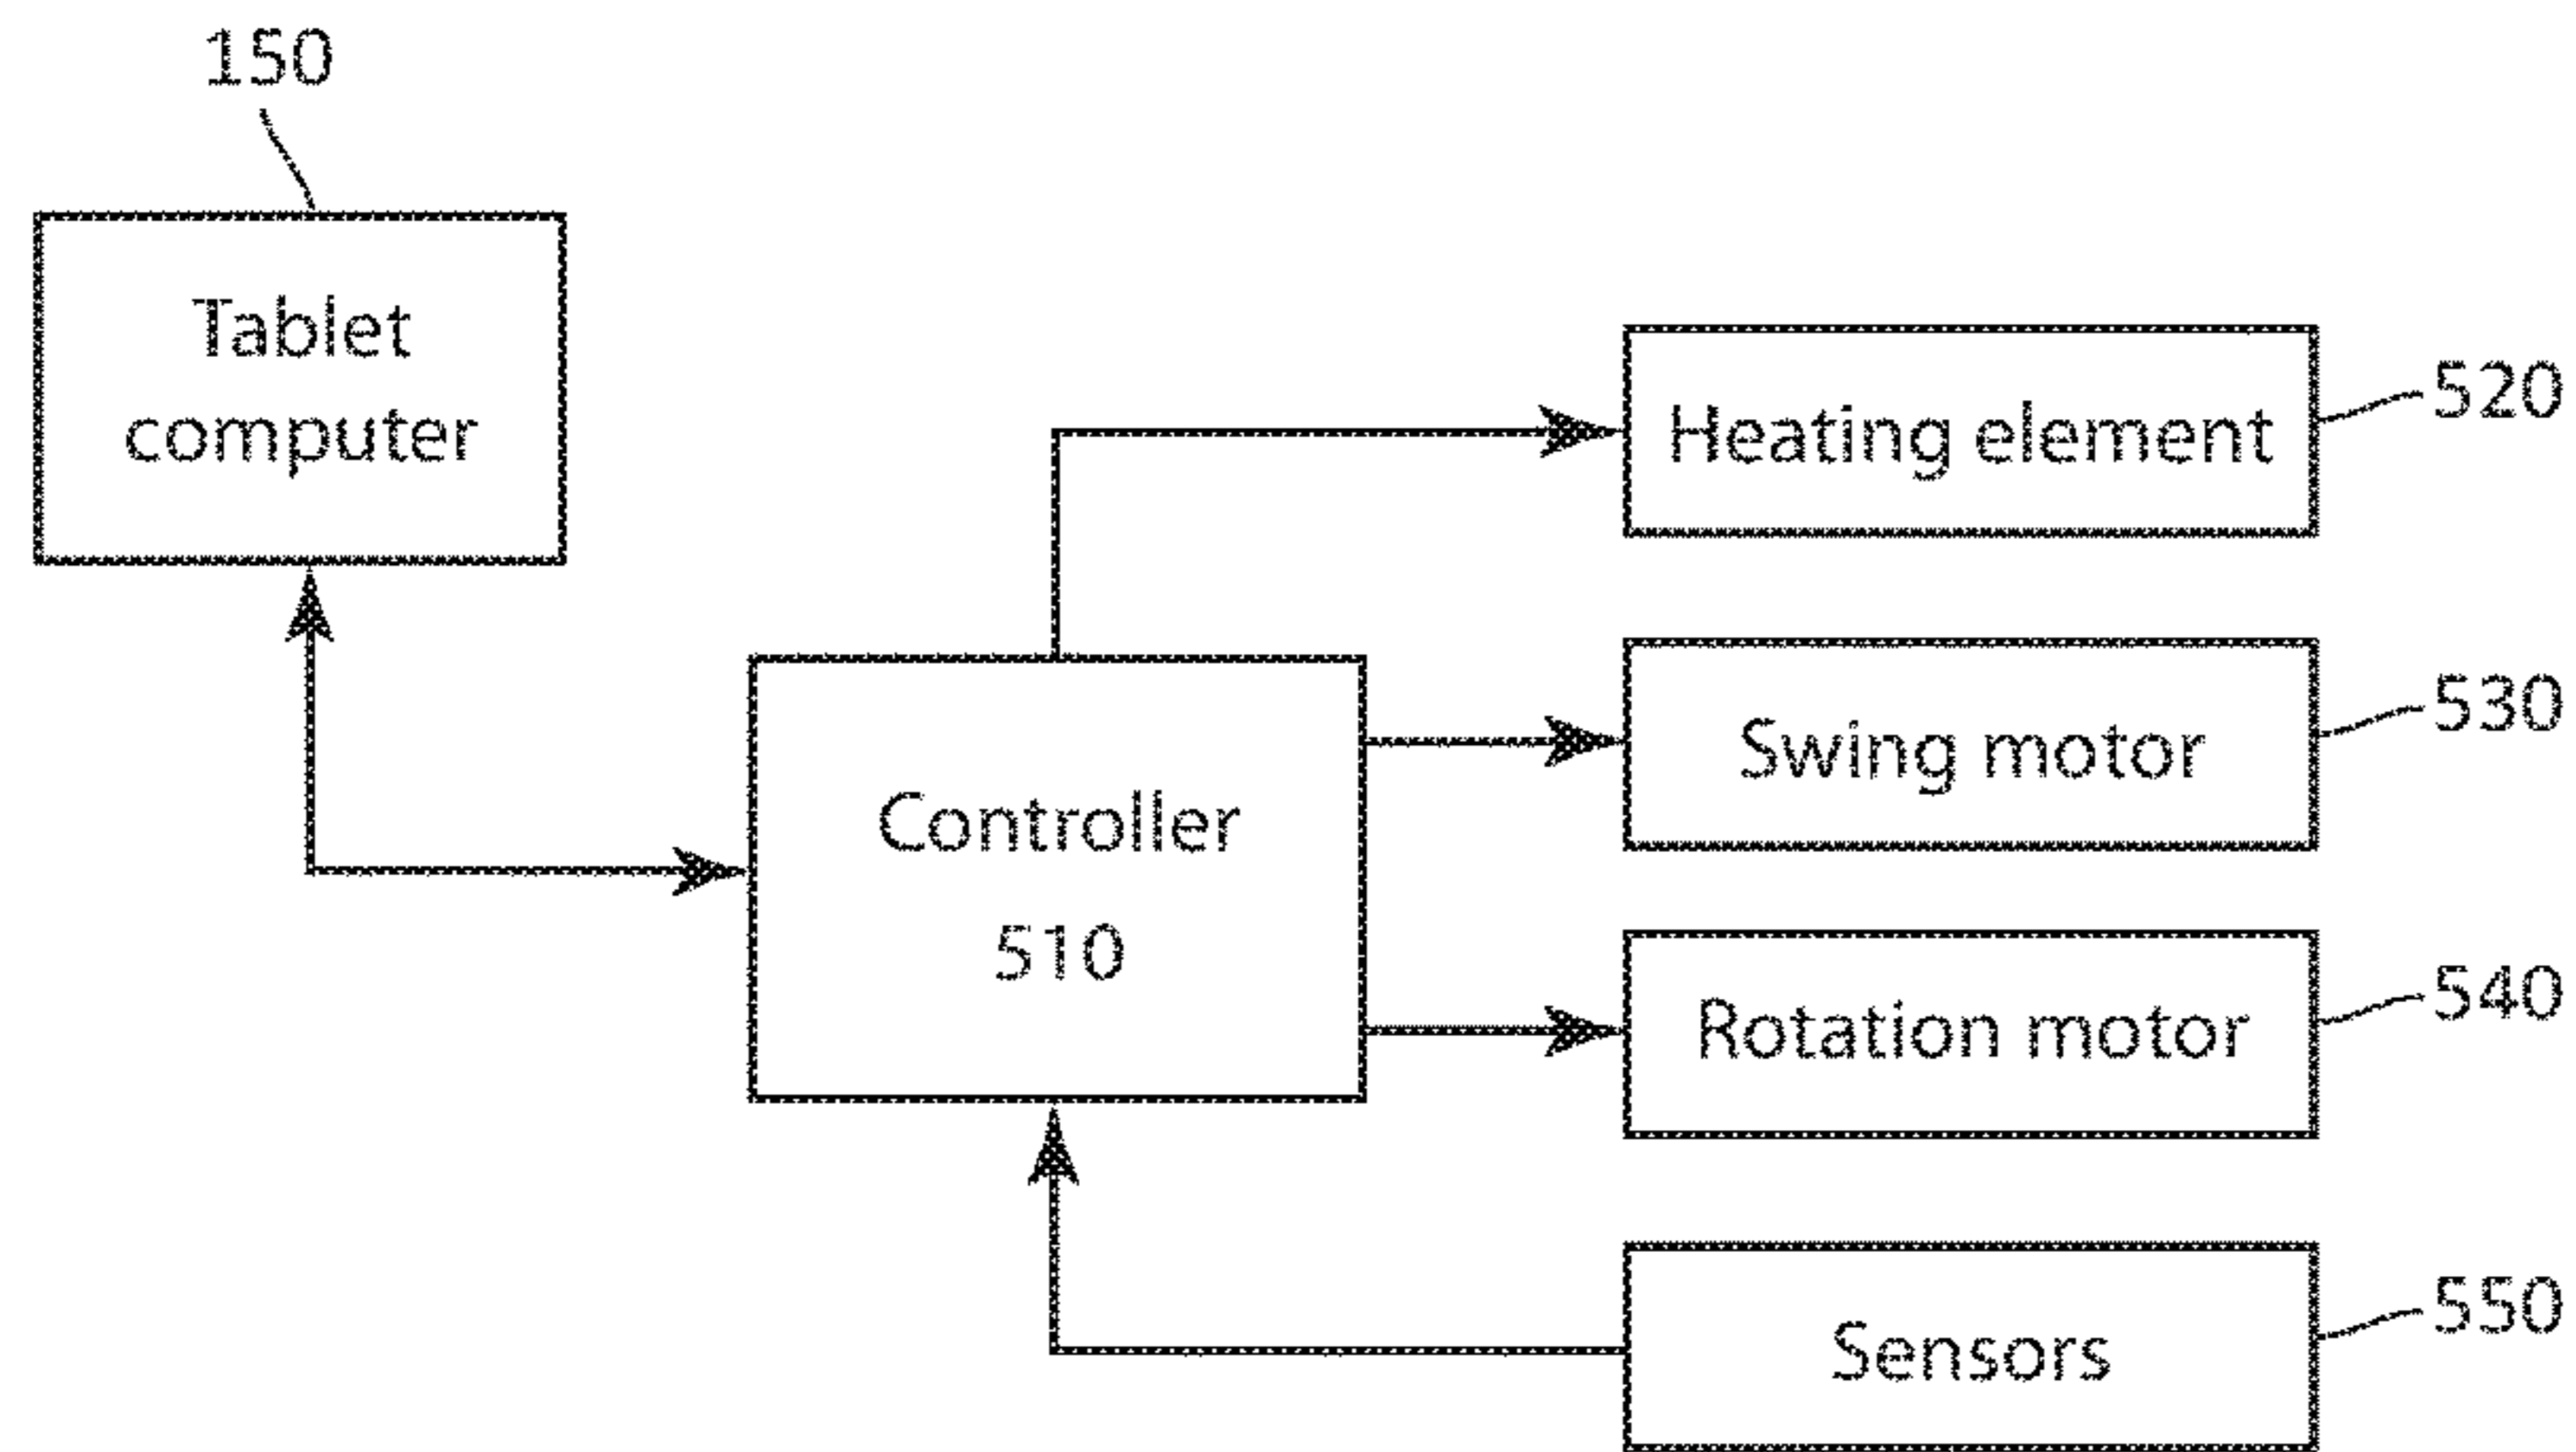 150
Tablet
computer
Heating element
520
Swing motor
530
Controller
510
Rotation motor
540
Sensors
550